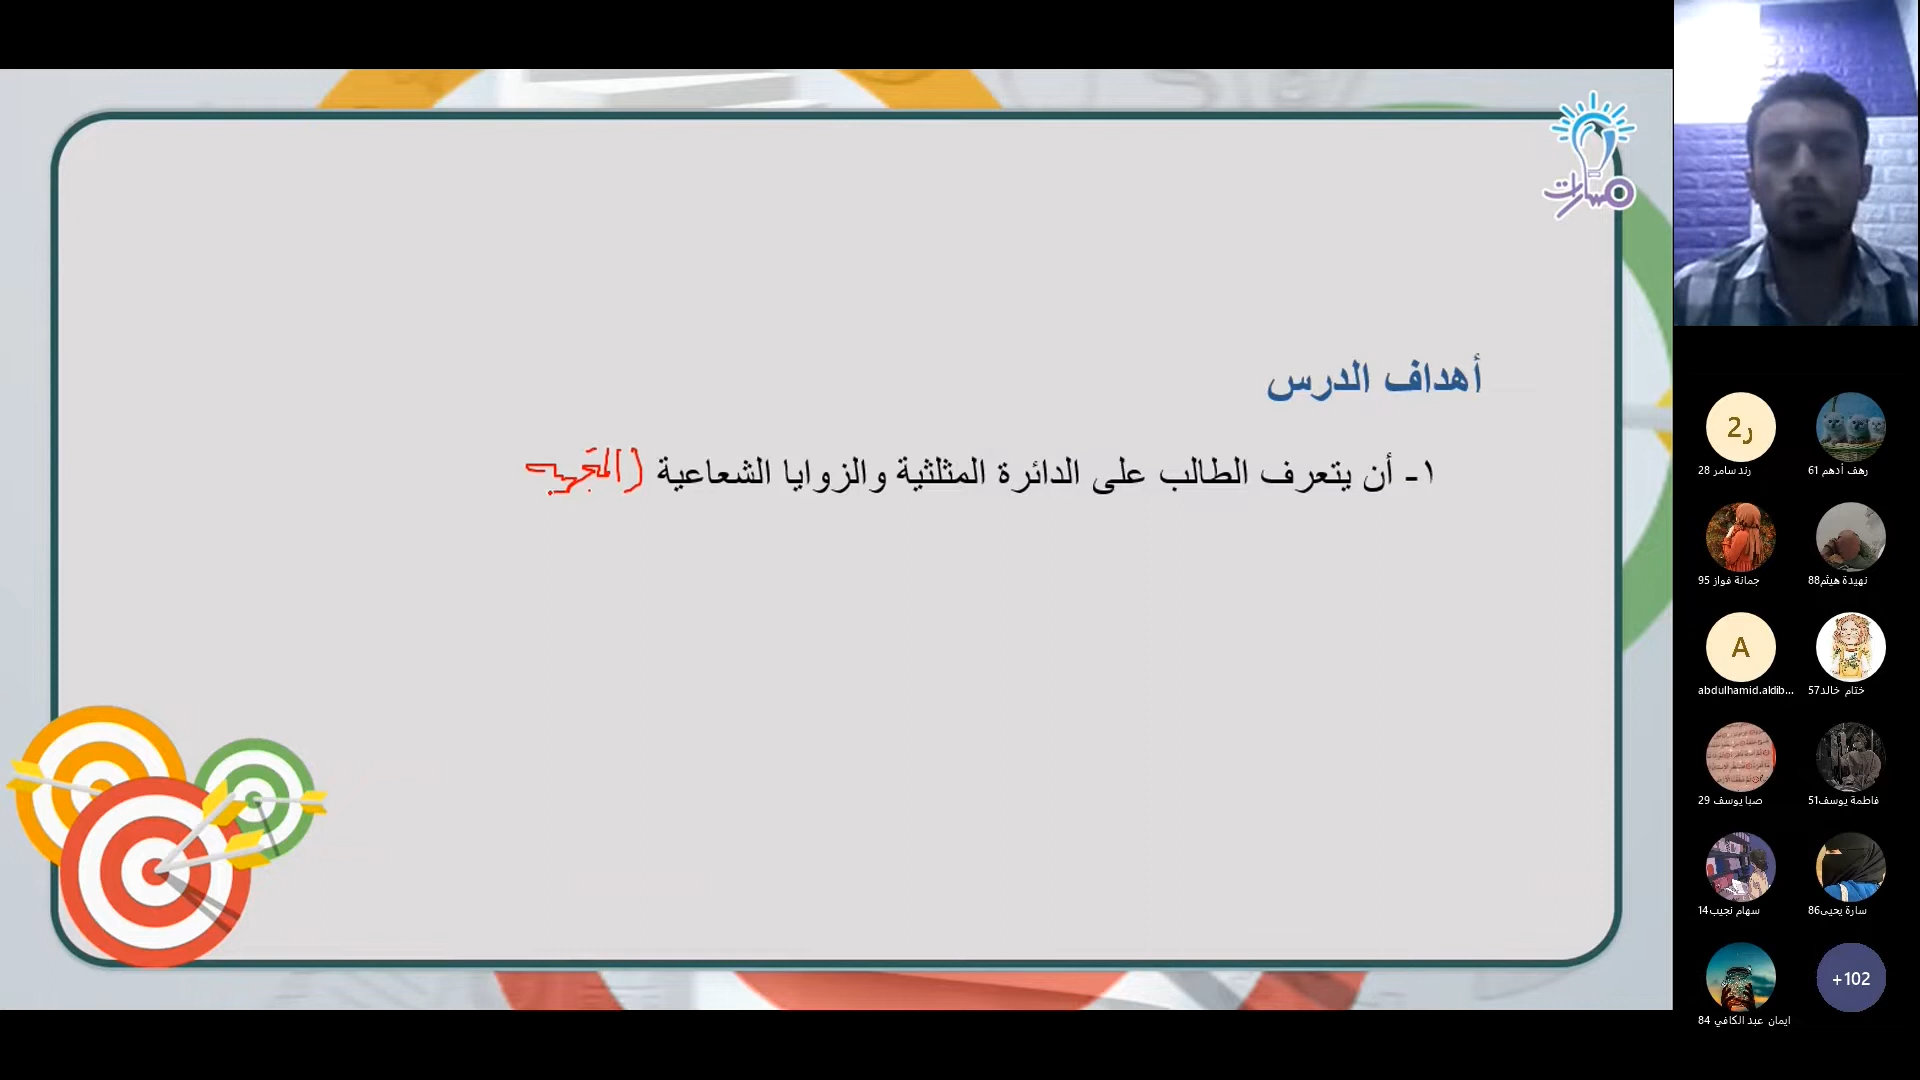 مسارات
أهداف الدرس
١- أن يتعرف الطالب على الدائرة المثلثية والزوايا الشعاعية (
ر2
رند سامر 28
رهف أدهم 61
جمانة فواز 95
نهيدة هيثم88
A
abdulhamid.aldib...
ختام خالد57
صبا يوسف 29
فاطمة يوسف51
سهام نجيب14
سارة يحيى86
ايمان عبد الكافي 84
+102